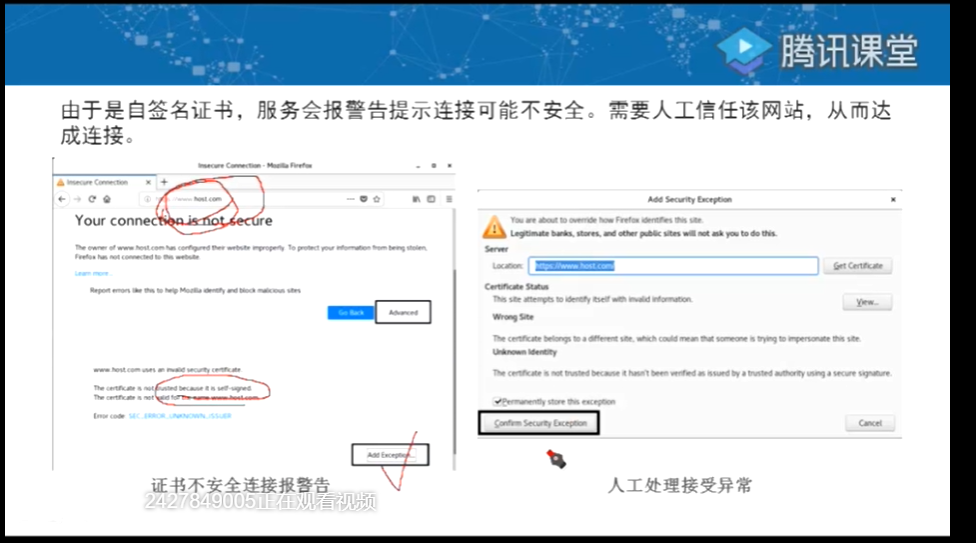 腾讯课堂
由于是自签名证书，服务会报警告提示连接可能不安全。需要人工信任该网站，从而达
成连接。
Insecure Connection - Mozilla Firefox
Insecure Connection
host.com
Your connection is not secure
The owner of www.host.com has configured their website improperly. To protect your information from being stolen,
Firefox has not connected to this website.
Learn more...
Report errors like this to help Mozilla identify and block malicious sites
Go Back
Advanced
www.host.com uses an invalid security certificate.
The certificate is not trusted because it is self-signed.
The certificate is not valid for the name www.host.com.
Error code: SEC_ERROR_UNKNOWN_ISSUER
Add Exception...
证书不安全连接报警告
Add Security Exception
You are about to override how Firefox identifies this site.
Legitimate banks, stores, and other public sites will not ask you to do this.
Server
Location:
https://www.host.com/
Get Certificate
Certificate Status
This site attempts to identify itself with invalid information.
View...
Wrong Site
The certificate belongs to a different site, which could mean that someone is trying to impersonate this site.
Unknown Identity
The certificate is not trusted because it hasn't been verified as issued by a trusted authority using a secure signature.
Permanently store this exception
Confirm Security Exception
Cancel
人工处理接受异常
2427849005正在观看视频